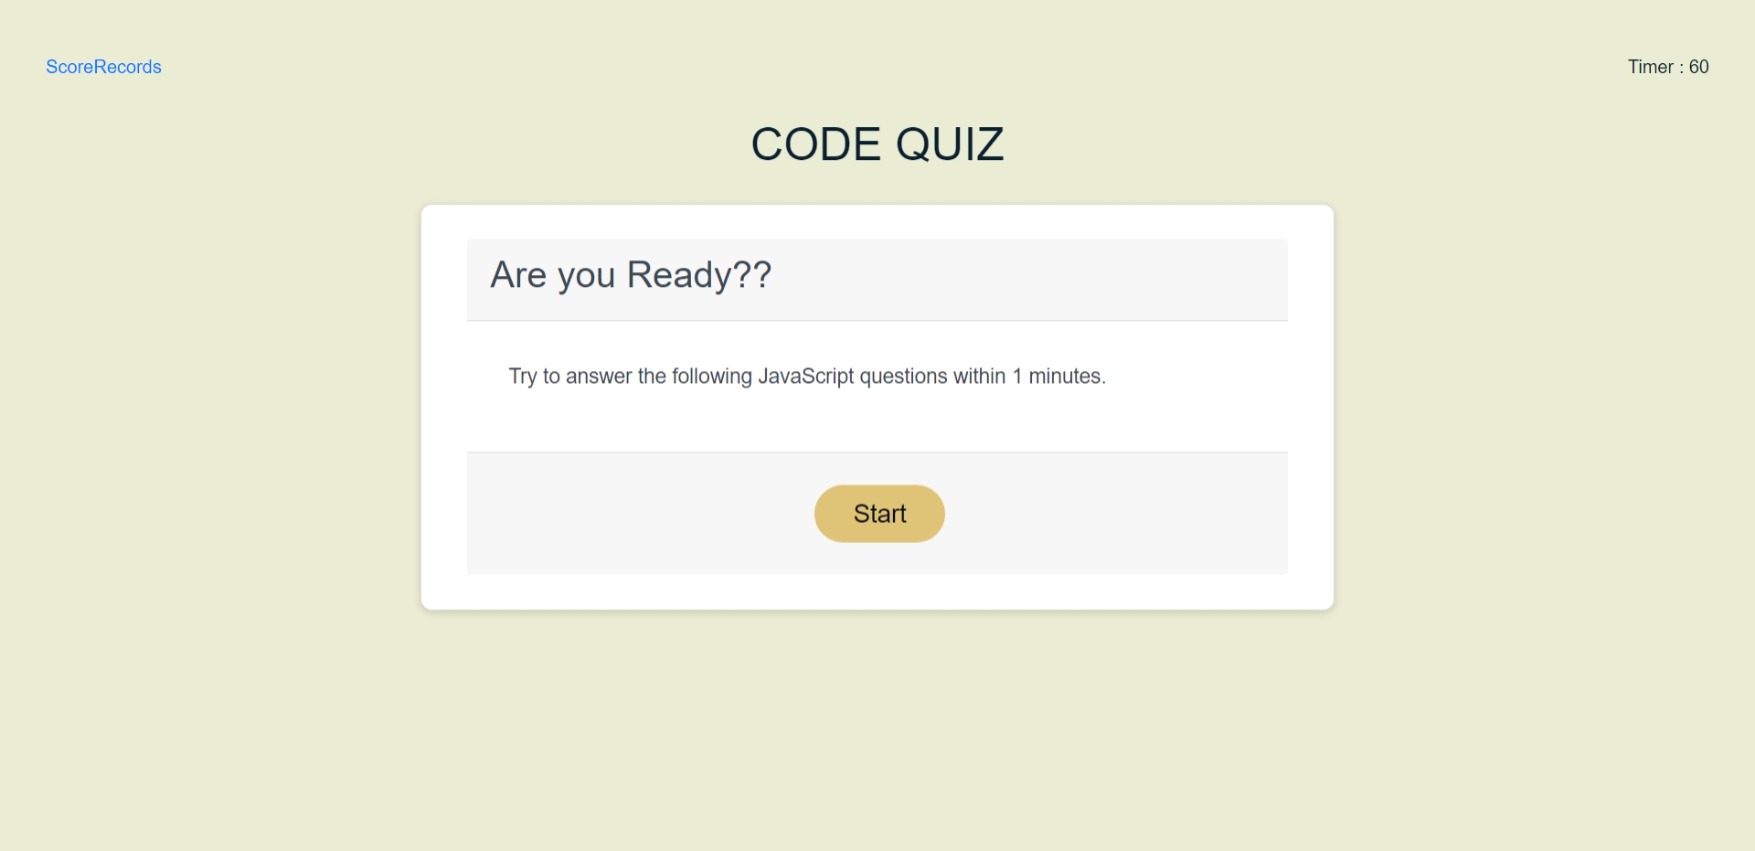 ScoreRecords
Timer : 60
CODE QUIZ
Are you Ready??
Try to answer the following JavaScript questions within 1 minutes.
Start